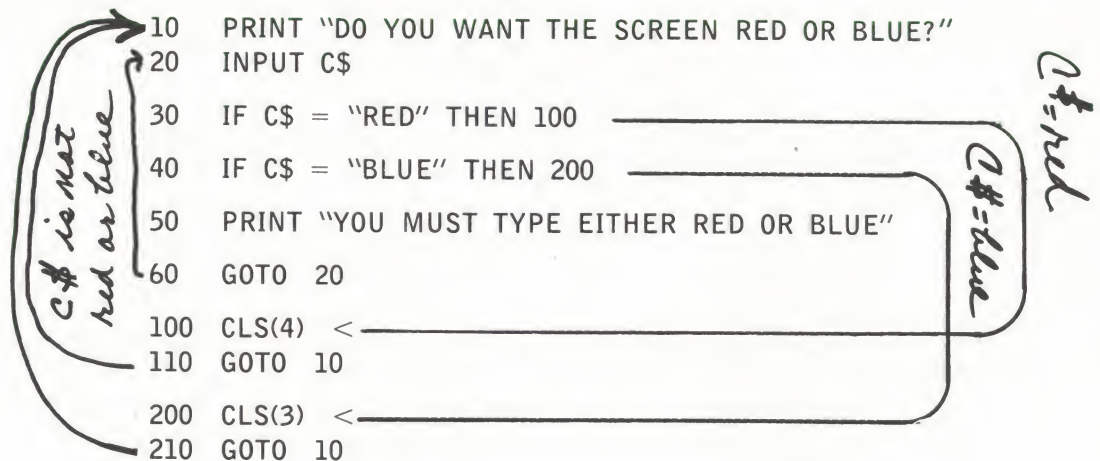 10 PRINT "DO YOU WANT THE SCREEN RED OR BLUE?"
20 INPUT C$
30 IF C$ = "RED" THEN 100
40 IF C$ = "BLUE" THEN 200
50 PRINT "YOU MUST TYPE EITHER RED OR BLUE"
60 GOTO 20
100 CLS(4) <
110 GOTO 10
200 CLS(3) <
210 GOTO 10
C$ is not
red or blue
C$=red
C$=blue